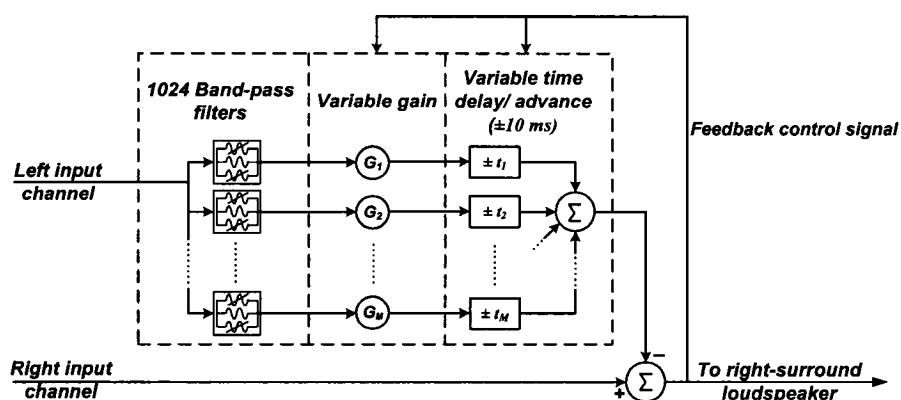 1024 Band-pass
filters
Variable gain
Variable time
delay/ advance
(±10 ms)
Feedback control signal
Left input
channel
G1
± t1
G2
± t2
Σ
GM
± tM
−
Right input
channel
+
Σ
To right-surround
loudspeaker